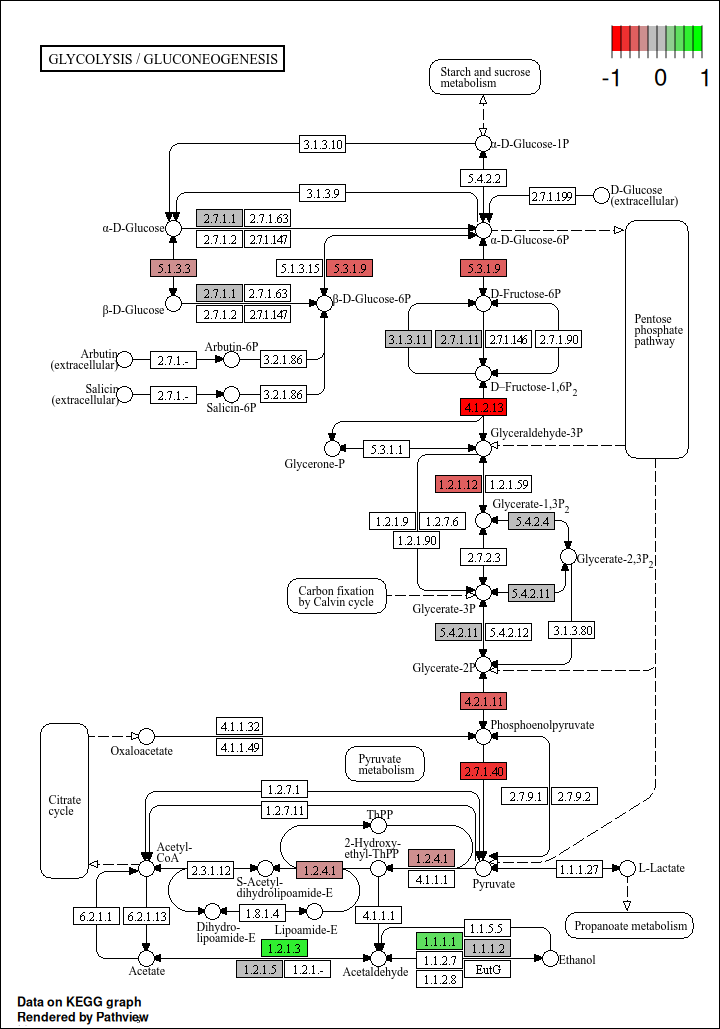 GLYCOLYSIS / GLUCONEOGENESIS
-1 0 1
Starch and sucrose
metabolism
3.1.3.10
α-D-Glucose-1P
5.4.2.2
3.1.3.9
2.7.1.199
D-Glucose
(extracellular)
2.7.1.1 2.7.1.63
α-D-Glucose
2.7.1.2 2.7.1.147
α-D-Glucose-6P
5.1.3.3
5.1.3.15 5.3.1.9
5.3.1.9
2.7.1.1 2.7.1.63
β-D-Glucose
2.7.1.2 2.7.1.147
β-D-Glucose-6P
D-Fructose-6P
Pentose
phosphate
pathway
3.1.3.11 2.7.1.11 2.7.1.146 2.7.1.90
Arbutin
(extracellular)
2.7.1.-
Arbutin-6P
3.2.1.86
Salicin
(extracellular)
2.7.1.-
Salicin-6P
3.2.1.86
D-Fructose-1,6P2
4.1.2.13
Glyceraldehyde-3P
5.3.1.1
Glycerone-P
1.2.1.12 1.2.1.59
Glycerate-1,3P2
1.2.1.9 1.2.7.6
1.2.1.90
5.4.2.4
2.7.2.3
Glycerate-2,3P2
Carbon fixation
by Calvin cycle
5.4.2.11
Glycerate-3P
5.4.2.11 5.4.2.12
3.1.3.80
Glycerate-2P
4.2.1.11
4.1.1.32
Oxaloacetate
4.1.1.49
Phosphoenolpyruvate
Pyruvate
metabolism
2.7.1.40
Citrate
cycle
1.2.7.1
1.2.7.11
2.7.9.1 2.7.9.2
ThPP
Acetyl-
CoA
2-Hydroxy-
ethyl-ThPP
2.3.1.12
S-Acetyl-
dihydrolipoamide-E
1.2.4.1
1.2.4.1
4.1.1.1
Pyruvate
1.1.1.27
L-Lactate
6.2.1.1 6.2.1.13
Dihydro-
lipoamide-E
1.8.1.4
Lipoamide-E
4.1.1.1
Propanoate metabolism
1.2.1.3
1.2.1.5 1.2.1.-
Acetate
Acetaldehyde
1.1.5.5
1.1.1.1 1.1.1.2
1.1.2.7 EutG
1.1.2.8
Ethanol
Data on KEGG graph
Rendered by Pathview